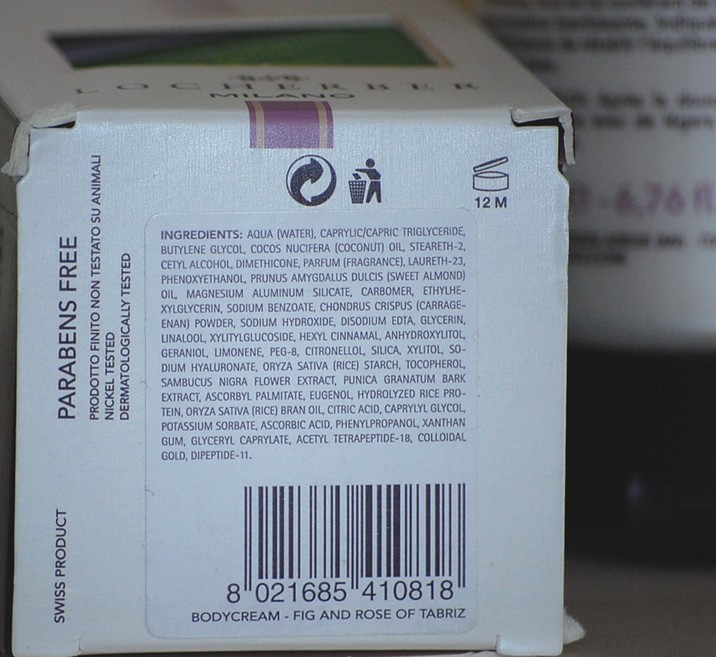 LOCHERBER
MILANO
12 M
INGREDIENTS: AQUA (WATER), CAPRYLIC/CAPRIC TRIGLYCERIDE,
BUTYLENE GLYCOL, COCOS NUCIFERA (COCONUT) OIL, STEARETH-2,
CETYL ALCOHOL, DIMETHICONE, PARFUM (FRAGRANCE), LAURETH-23,
PHENOXYETHANOL, PRUNUS AMYGDALUS DULCIS (SWEET ALMOND)
OIL, MAGNESIUM ALUMINUM SILICATE, CARBOMER, ETHYLHE-
XYLGLYCERIN, SODIUM BENZOATE, CHONDRUS CRISPUS (CARRAGE-
ENAN) POWDER, SODIUM HYDROXIDE, DISODIUM EDTA, GLYCERIN,
LINALOOL, XYLITYLGLUCOSIDE, HEXYL CINNAMAL, ANHYDROXYLITOL,
GERANIOL, LIMONENE, PEG-8, CITRONELLOL, SILICA, XYLITOL, SO-
DIUM HYALURONATE, ORYZA SATIVA (RICE) STARCH, TOCOPHEROL,
SAMBUCUS NIGRA FLOWER EXTRACT, PUNICA GRANATUM BARK
EXTRACT, ASCORBYL PALMITATE, EUGENOL, HYDROLYZED RICE PRO-
TEIN, ORYZA SATIVA (RICE) BRAN OIL, CITRIC ACID, CAPRYLYL GLYCOL,
POTASSIUM SORBATE, ASCORBIC ACID, PHENYLPROPANOL, XANTHAN
GUM, GLYCERYL CAPRYLATE, ACETYL TETRAPEPTIDE-18, COLLOIDAL
GOLD, DIPEPTIDE-11.
8 021685 410818
BODYCREAM - FIG AND ROSE OF TABRIZ
PARABENS FREE
PRODOTTO FINITO NON TESTATO SU ANIMALI
NICKEL TESTED
DERMATOLOGICALLY TESTED
SWISS PRODUCT
6,76 fl